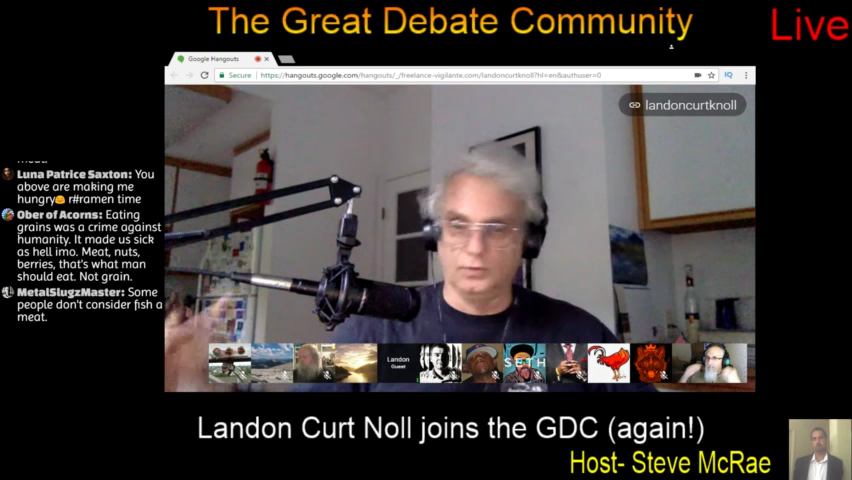 The Great Debate Community
Live
Google Hangouts
Secure
https://hangouts.google.com/hangouts/_/freelance-vigilante.com/landoncurtknoll?hl=en&authuser=0
IQ
landoncurtknoll
meat.
Luna Patrice Saxton: You
above are making me
hungry r#ramen time
Ober of Acorns: Eating
grains was a crime against
humanity. It made us sick
as hell imo. Meat, nuts,
berries, that's what man
should eat. Not grain.
MetalSlugzMaster: Some
people don't consider fish a
meat.
Landon
Guest
SETH
Landon Curt Noll joins the GDC (again!)
Host- Steve McRae